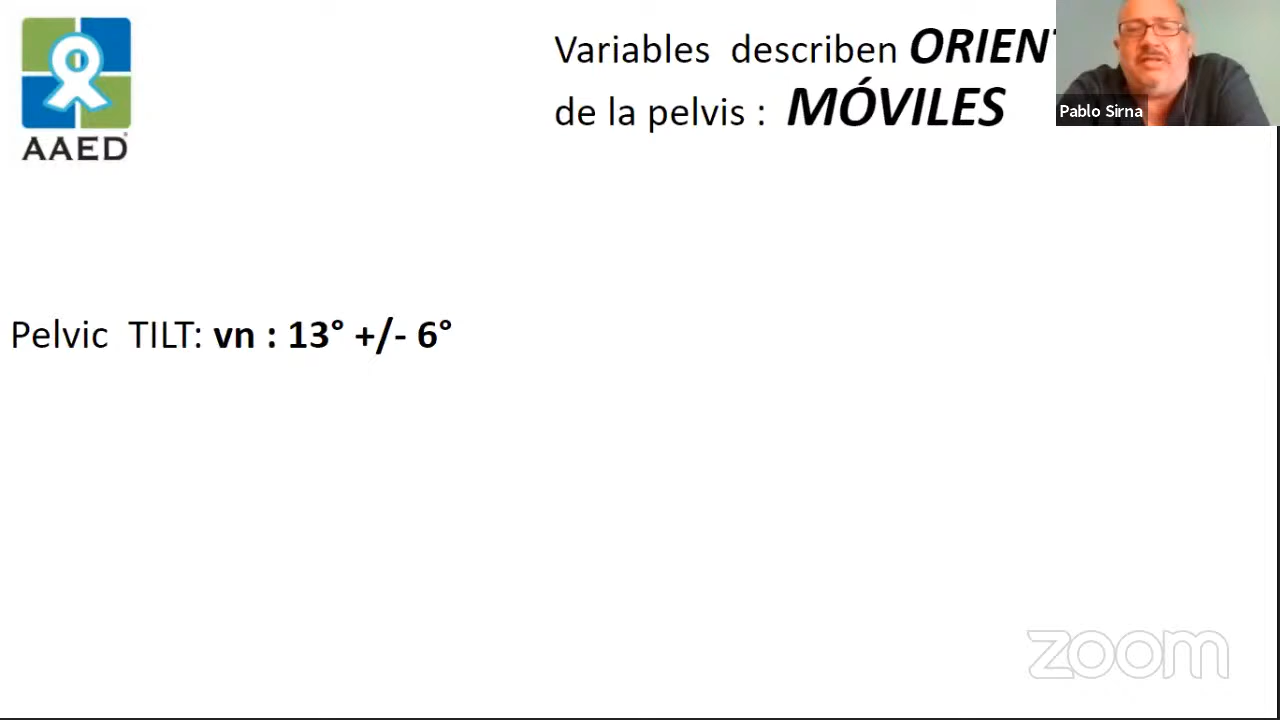 AAED
Variables describen
de la pelvis : MÓVILES
Pablo Sirna
Pelvic TILT: vn : 13° +/- 6°
zoom